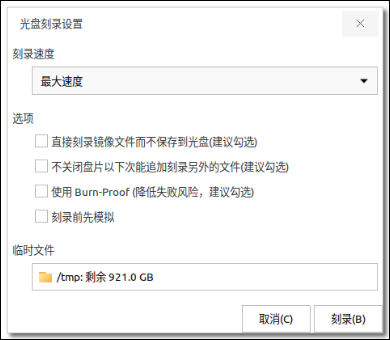 光盘刻录设置
刻录速度
最大速度
选项
直接刻录镜像文件而不保存到光盘(建议勾选)
不关闭盘片以下次能追加刻录另外的文件(建议勾选)
使用 Burn-Proof (降低失败风险，建议勾选)
刻录前先模拟
临时文件
/tmp: 剩余 921.0 GB
取消(C) 刻录(B)